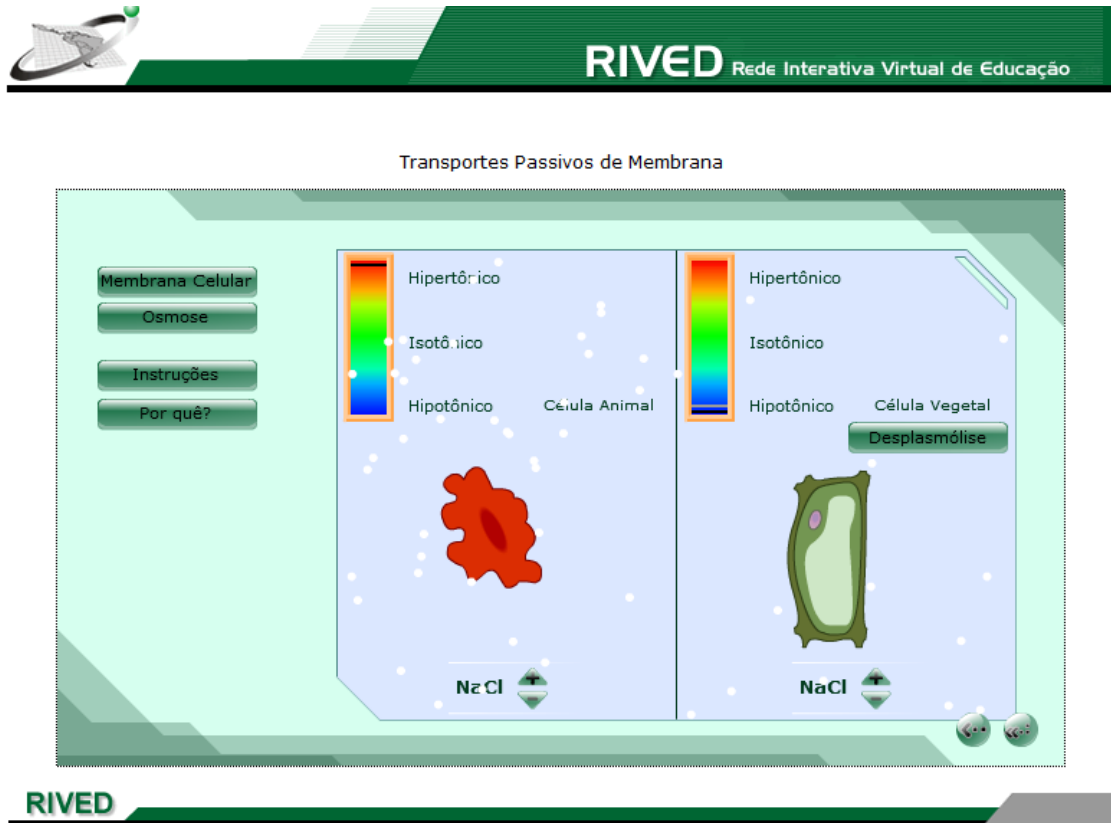 RIVED Rede Interativa Virtual de Educação
Transportes Passivos de Membrana
Membrana Celular
Osmose
Instruções
Por quê?
Hipertônico
Isotônico
Hipotônico
Célula Animal
NaCl
Hipertônico
Isotônico
Hipotônico
Célula Vegetal
Desplasmólise
NaCl
RIVED